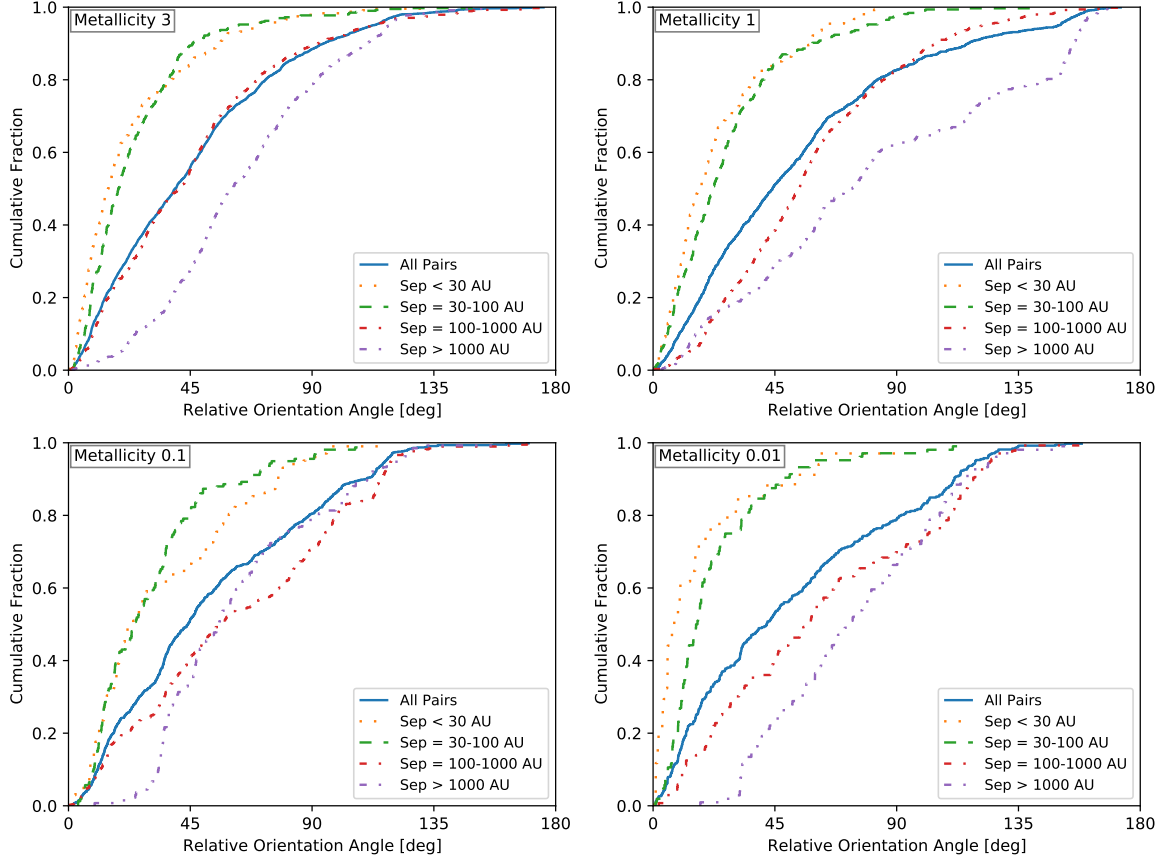 Metallicity 3
Cumulative Fraction
1.0
0.8
0.6
0.4
0.2
0.0
All Pairs
Sep < 30 AU
Sep = 30-100 AU
Sep = 100-1000 AU
Sep > 1000 AU
0 45 90 135 180
Relative Orientation Angle [deg]
Metallicity 1
Cumulative Fraction
1.0
0.8
0.6
0.4
0.2
0.0
All Pairs
Sep < 30 AU
Sep = 30-100 AU
Sep = 100-1000 AU
Sep > 1000 AU
0 45 90 135 180
Relative Orientation Angle [deg]
Metallicity 0.1
Cumulative Fraction
1.0
0.8
0.6
0.4
0.2
0.0
All Pairs
Sep < 30 AU
Sep = 30-100 AU
Sep = 100-1000 AU
Sep > 1000 AU
0 45 90 135 180
Relative Orientation Angle [deg]
Metallicity 0.01
Cumulative Fraction
1.0
0.8
0.6
0.4
0.2
0.0
All Pairs
Sep < 30 AU
Sep = 30-100 AU
Sep = 100-1000 AU
Sep > 1000 AU
0 45 90 135 180
Relative Orientation Angle [deg]